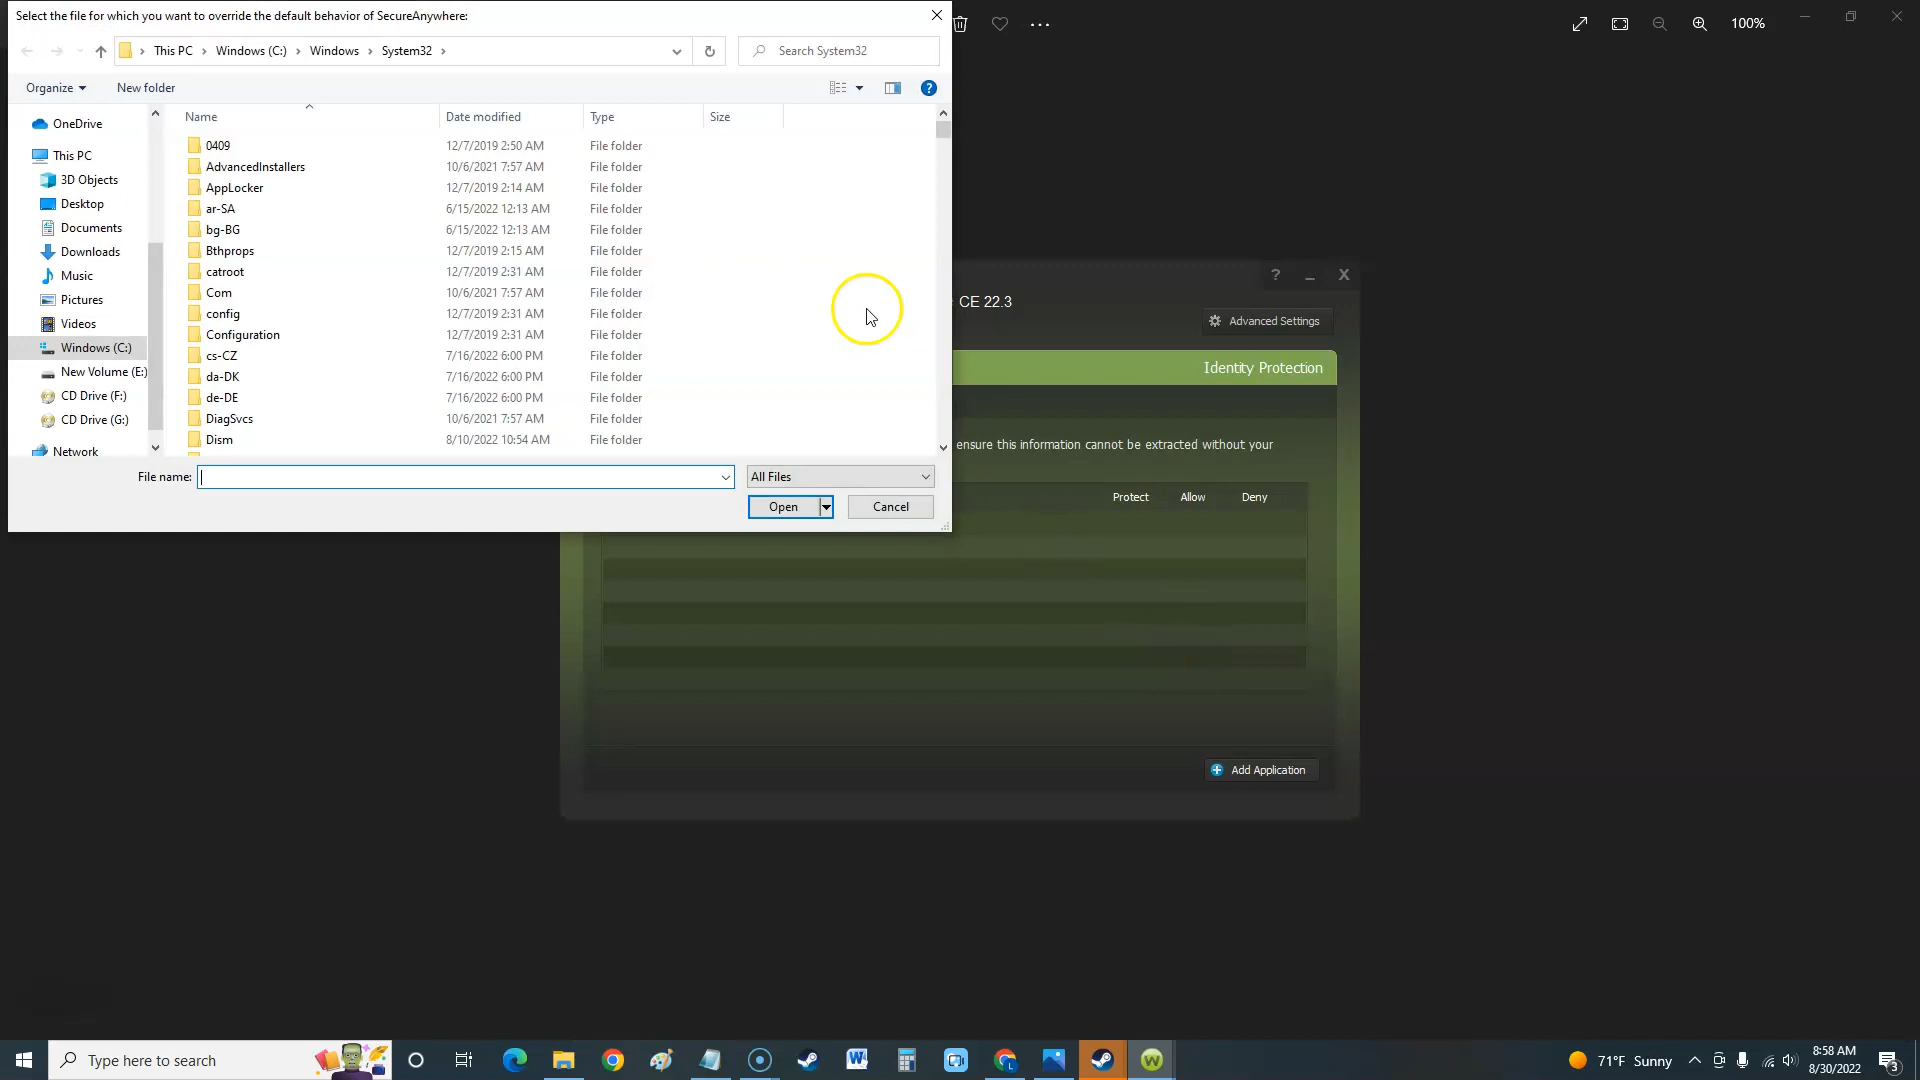 Select the file for which you want to override the default behavior of SecureAnywhere:
100%
This PC > Windows (C:) > Windows > System32 >
Search System32
Organize
New folder
Name Date modified Type Size
OneDrive
This PC
3D Objects
Desktop
Documents
Downloads
Music
Pictures
Videos
Windows (C:)
New Volume (E:)
CD Drive (F:)
CD Drive (G:)
Network
0409 12/7/2019 2:50 AM File folder
AdvancedInstallers 10/6/2021 7:57 AM File folder
AppLocker 12/7/2019 2:14 AM File folder
ar-SA 6/15/2022 12:13 AM File folder
bg-BG 6/15/2022 12:13 AM File folder
Bthprops 12/7/2019 2:15 AM File folder
catroot 12/7/2019 2:31 AM File folder
Com 10/6/2021 7:57 AM File folder
config 12/7/2019 2:31 AM File folder
Configuration 12/7/2019 2:31 AM File folder
cs-CZ 7/16/2022 6:00 PM File folder
da-DK 7/16/2022 6:00 PM File folder
de-DE 7/16/2022 6:00 PM File folder
DiagSvcs 10/6/2021 7:57 AM File folder
Dism 8/10/2022 10:54 AM File folder
File name:
All Files
Open
Cancel
? _ X
CE 22.3
Advanced Settings
Identity Protection
ensure this information cannot be extracted without your
Protect Allow Deny
Add Application
Type here to search
71°F Sunny
8:58 AM
8/30/2022
3